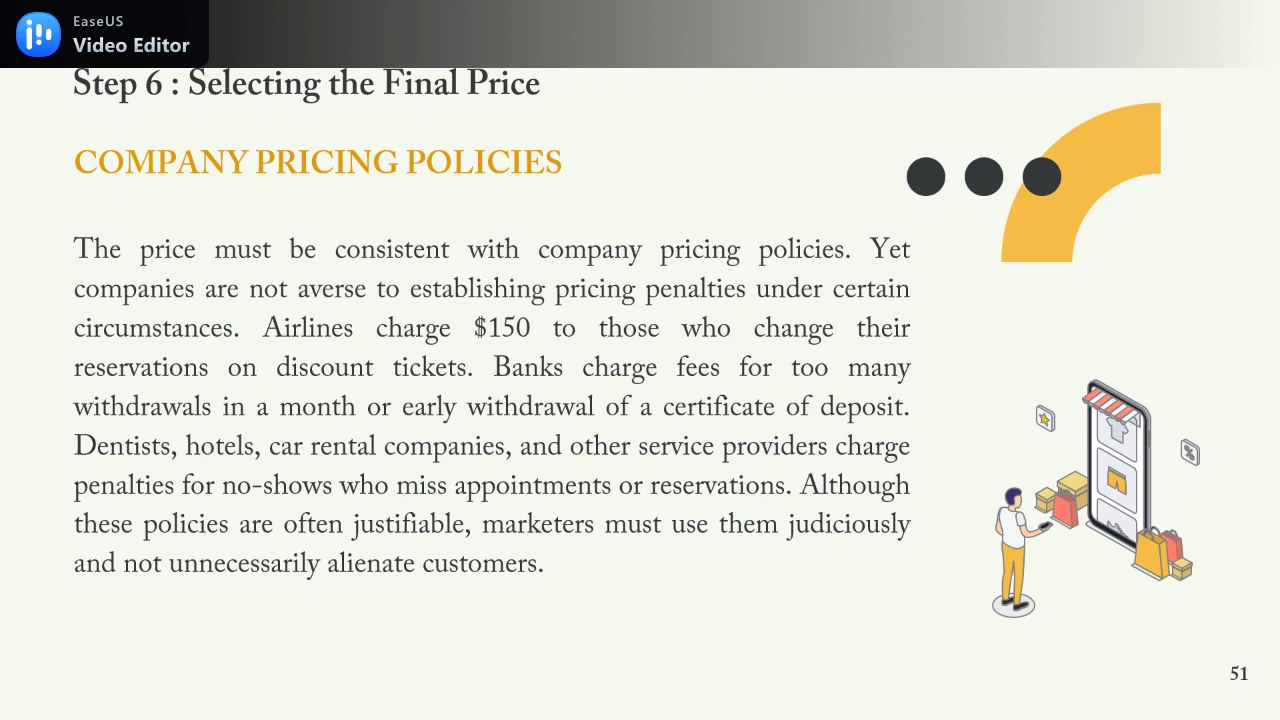 EaseUS
Video Editor
Step 6 : Selecting the Final Price
COMPANY PRICING POLICIES
The price must be consistent with company pricing policies. Yet
companies are not averse to establishing pricing penalties under certain
circumstances. Airlines charge $150 to those who change their
reservations on discount tickets. Banks charge fees for too many
withdrawals in a month or early withdrawal of a certificate of deposit.
Dentists, hotels, car rental companies, and other service providers charge
penalties for no-shows who miss appointments or reservations. Although
these policies are often justifiable, marketers must use them judiciously
and not unnecessarily alienate customers.
%
51